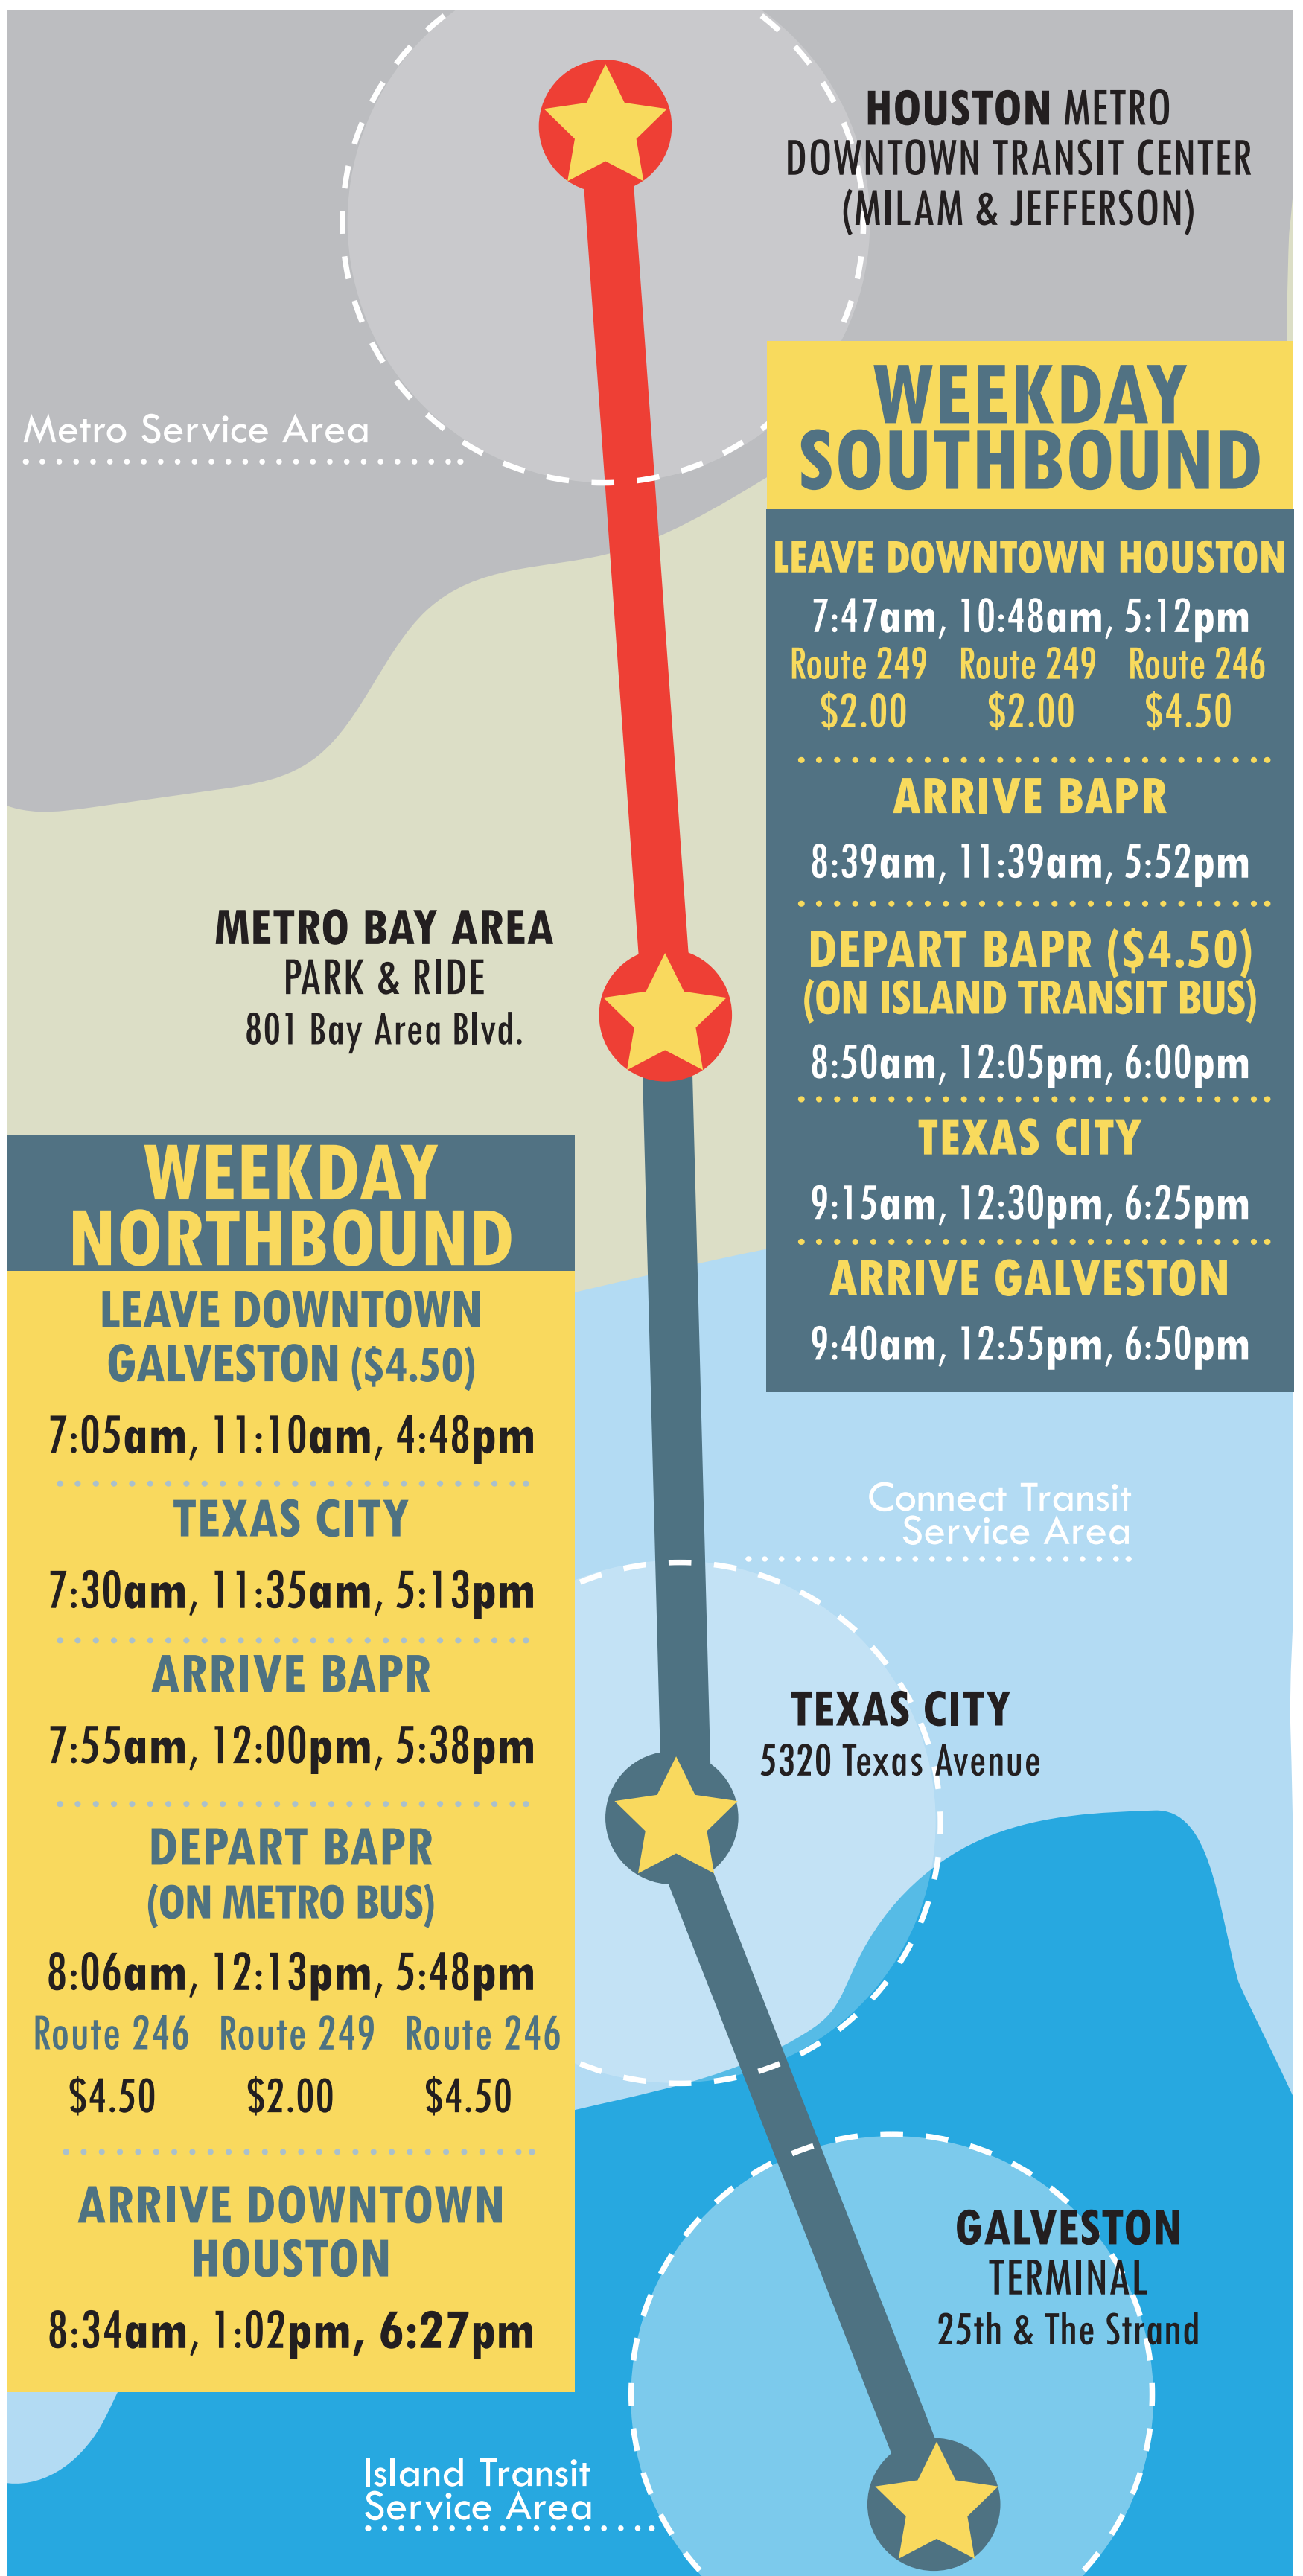 HOUSTON METRO
DOWNTOWN TRANSIT CENTER
(MILAM & JEFFERSON)
Metro Service Area
WEEKDAY
SOUTHBOUND
LEAVE DOWNTOWN HOUSTON
7:47am, 10:48am, 5:12pm
Route 249 Route 249 Route 246
$2.00 $2.00 $4.50
ARRIVE BAPR
8:39am, 11:39am, 5:52pm
DEPART BAPR ($4.50)
(ON ISLAND TRANSIT BUS)
8:50am, 12:05pm, 6:00pm
TEXAS CITY
9:15am, 12:30pm, 6:25pm
ARRIVE GALVESTON
9:40am, 12:55pm, 6:50pm
METRO BAY AREA
PARK & RIDE
801 Bay Area Blvd.
WEEKDAY
NORTHBOUND
LEAVE DOWNTOWN
GALVESTON ($4.50)
7:05am, 11:10am, 4:48pm
TEXAS CITY
7:30am, 11:35am, 5:13pm
ARRIVE BAPR
7:55am, 12:00pm, 5:38pm
DEPART BAPR
(ON METRO BUS)
8:06am, 12:13pm, 5:48pm
Route 246 Route 249 Route 246
$4.50 $2.00 $4.50
ARRIVE DOWNTOWN
HOUSTON
8:34am, 1:02pm, 6:27pm
Connect Transit
Service Area
TEXAS CITY
5320 Texas Avenue
GALVESTON
TERMINAL
25th & The Strand
Island Transit
Service Area